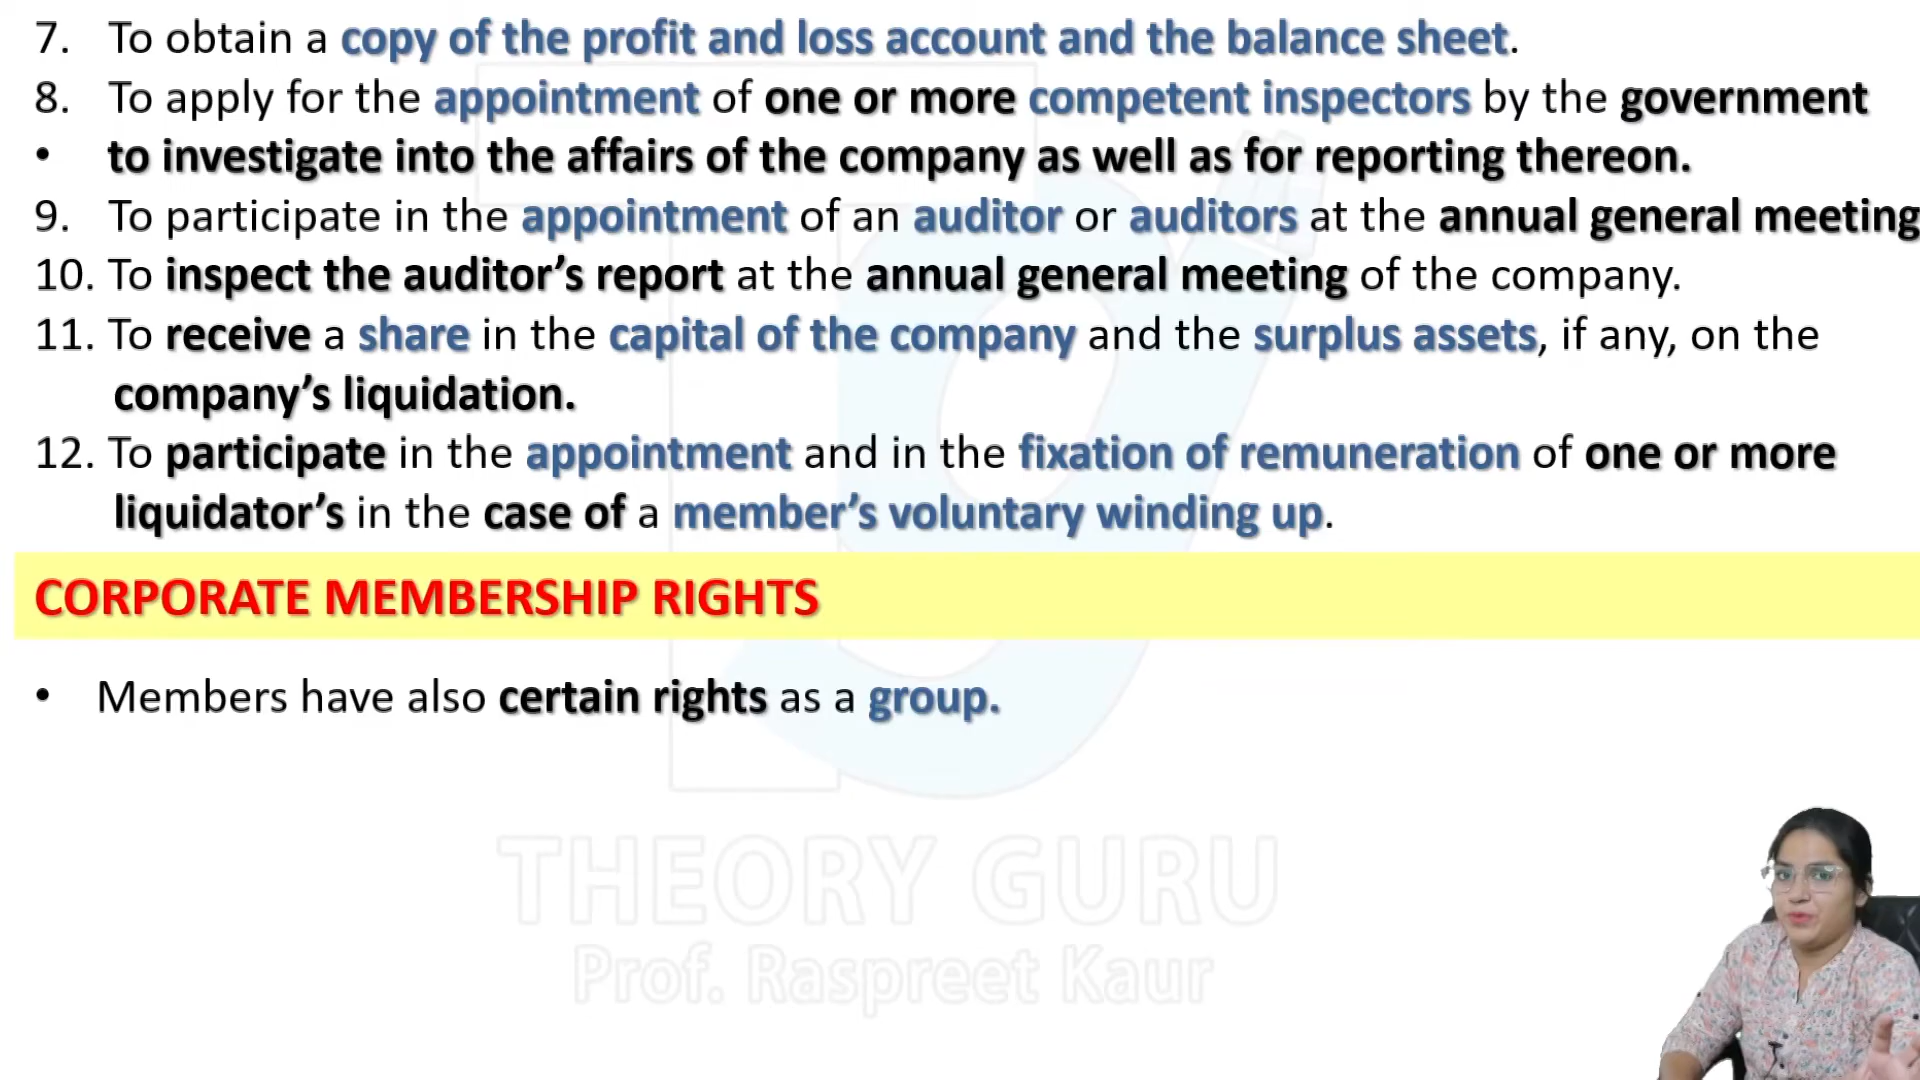 7. To obtain a copy of the profit and loss account and the balance sheet.
8. To apply for the appointment of one or more competent inspectors by the government
• to investigate into the affairs of the company as well as for reporting thereon.
9. To participate in the appointment of an auditor or auditors at the annual general meeting
10. To inspect the auditor’s report at the annual general meeting of the company.
11. To receive a share in the capital of the company and the surplus assets, if any, on the
company’s liquidation.
12. To participate in the appointment and in the fixation of remuneration of one or more
liquidator’s in the case of a member’s voluntary winding up.
CORPORATE MEMBERSHIP RIGHTS
• Members have also certain rights as a group.
THEORY GURU
Prof. Raspreet Kaur